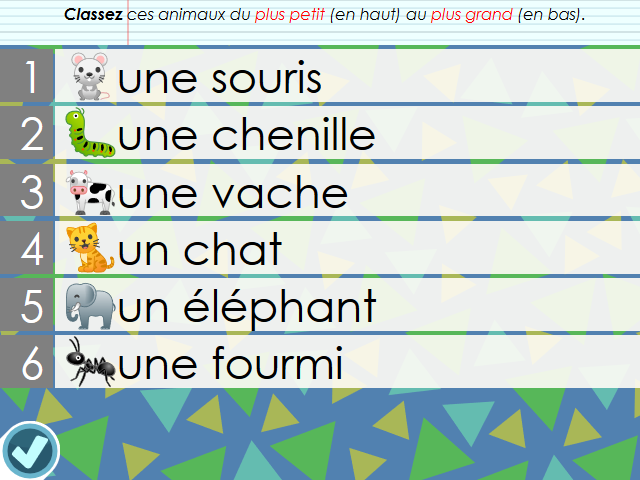 Classez ces animaux du plus petit (en haut) au plus grand (en bas).
1 une souris
2 une chenille
3 une vache
4 un chat
5 un éléphant
6 une fourmi